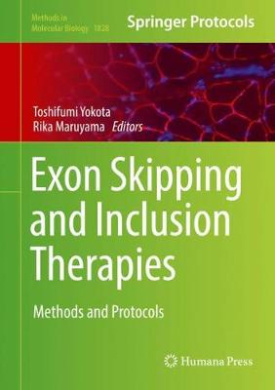 Methods in
Molecular Biology 1828
Springer Protocols
Toshifumi Yokota
Rika Maruyama Editors
Exon Skipping
and Inclusion
Therapies
Methods and Protocols
Humana Press